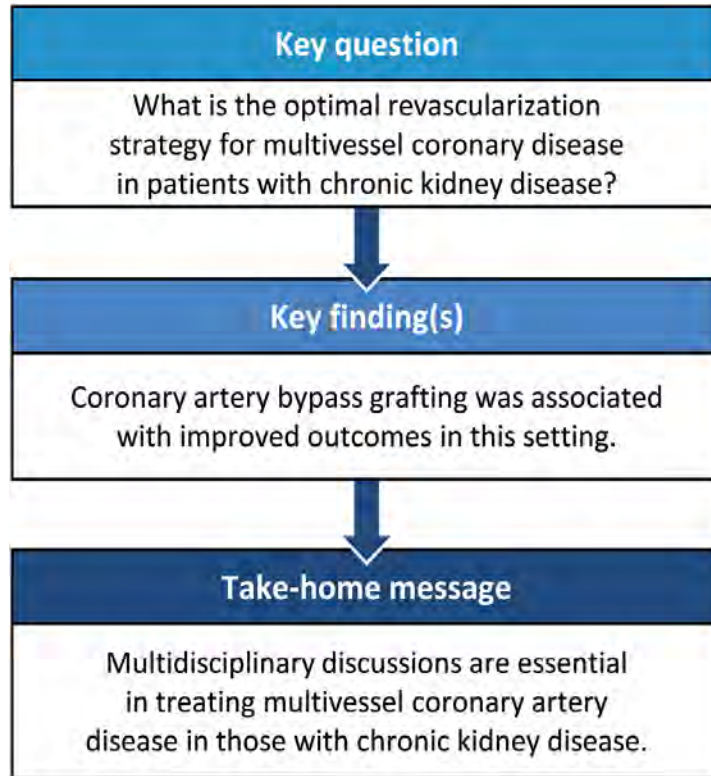 Key question
What is the optimal revascularization
strategy for multivessel coronary disease
in patients with chronic kidney disease?
Key finding(s)
Coronary artery bypass grafting was associated
with improved outcomes in this setting.
Take-home message
Multidisciplinary discussions are essential
in treating multivessel coronary artery
disease in those with chronic kidney disease.